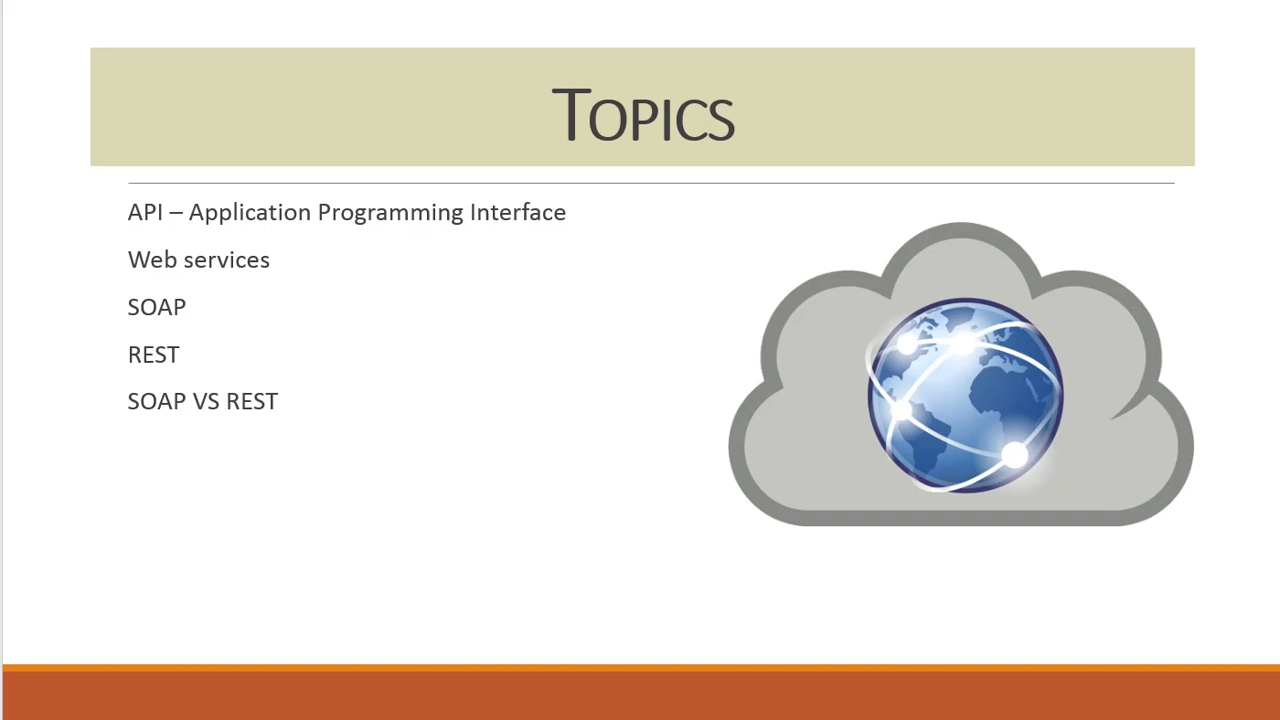 TOPICS
API – Application Programming Interface
Web services
SOAP
REST
SOAP VS REST